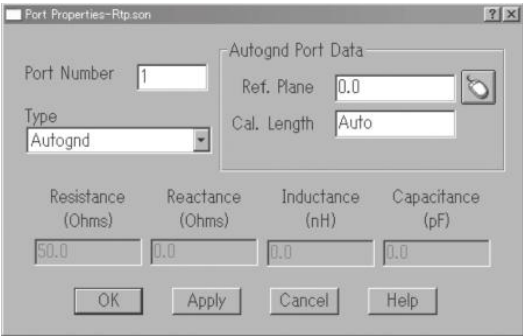 Port Properties-Rtp.son
Autognd Port Data
Port Number 1
Ref. Plane 0.0
Type
Cal. Length Auto
Autognd
Resistance (Ohms) Reactance (Ohms) Inductance (nH) Capacitance (pF)
50.0 0.0 0.0 0.0
OK Apply Cancel Help